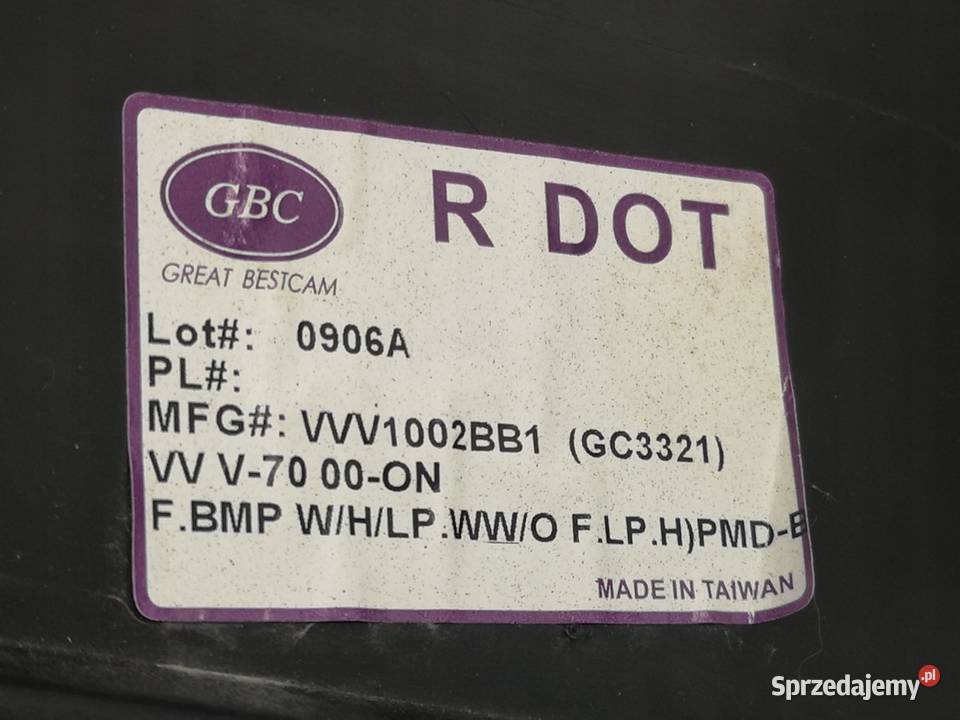 GBC
R DOT
GREAT BESTCAM
Lot#: 0906A
PL#:
MFG#: VVV1002BB1 (GC3321)
VV V-70 00-ON
F.BMP W/H/LP.WW/O F.LP.H)PMD-B
MADE IN TAIWAN
Sprzedajemy.pl